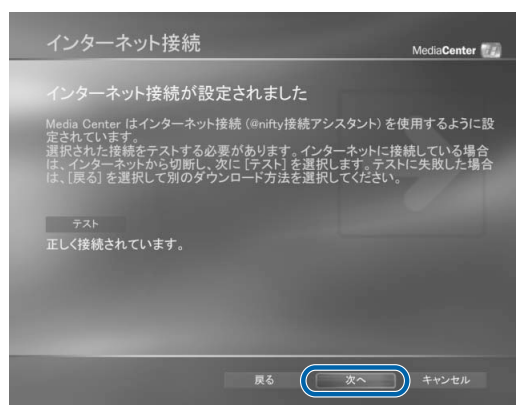 インターネット接続
MediaCenter
インターネット接続が設定されました
Media Center はインターネット接続 (@nifty接続アシスタント) を使用するように設
定されています。
選択された接続をテストする必要があります。インターネットに接続している場合
は、インターネットから切断し、次に [テスト] を選択します。テストに失敗した場合
は、[戻る] を選択して別のダウンロード方法を選択してください。
テスト
正しく接続されています。
戻る 次へ キャンセル